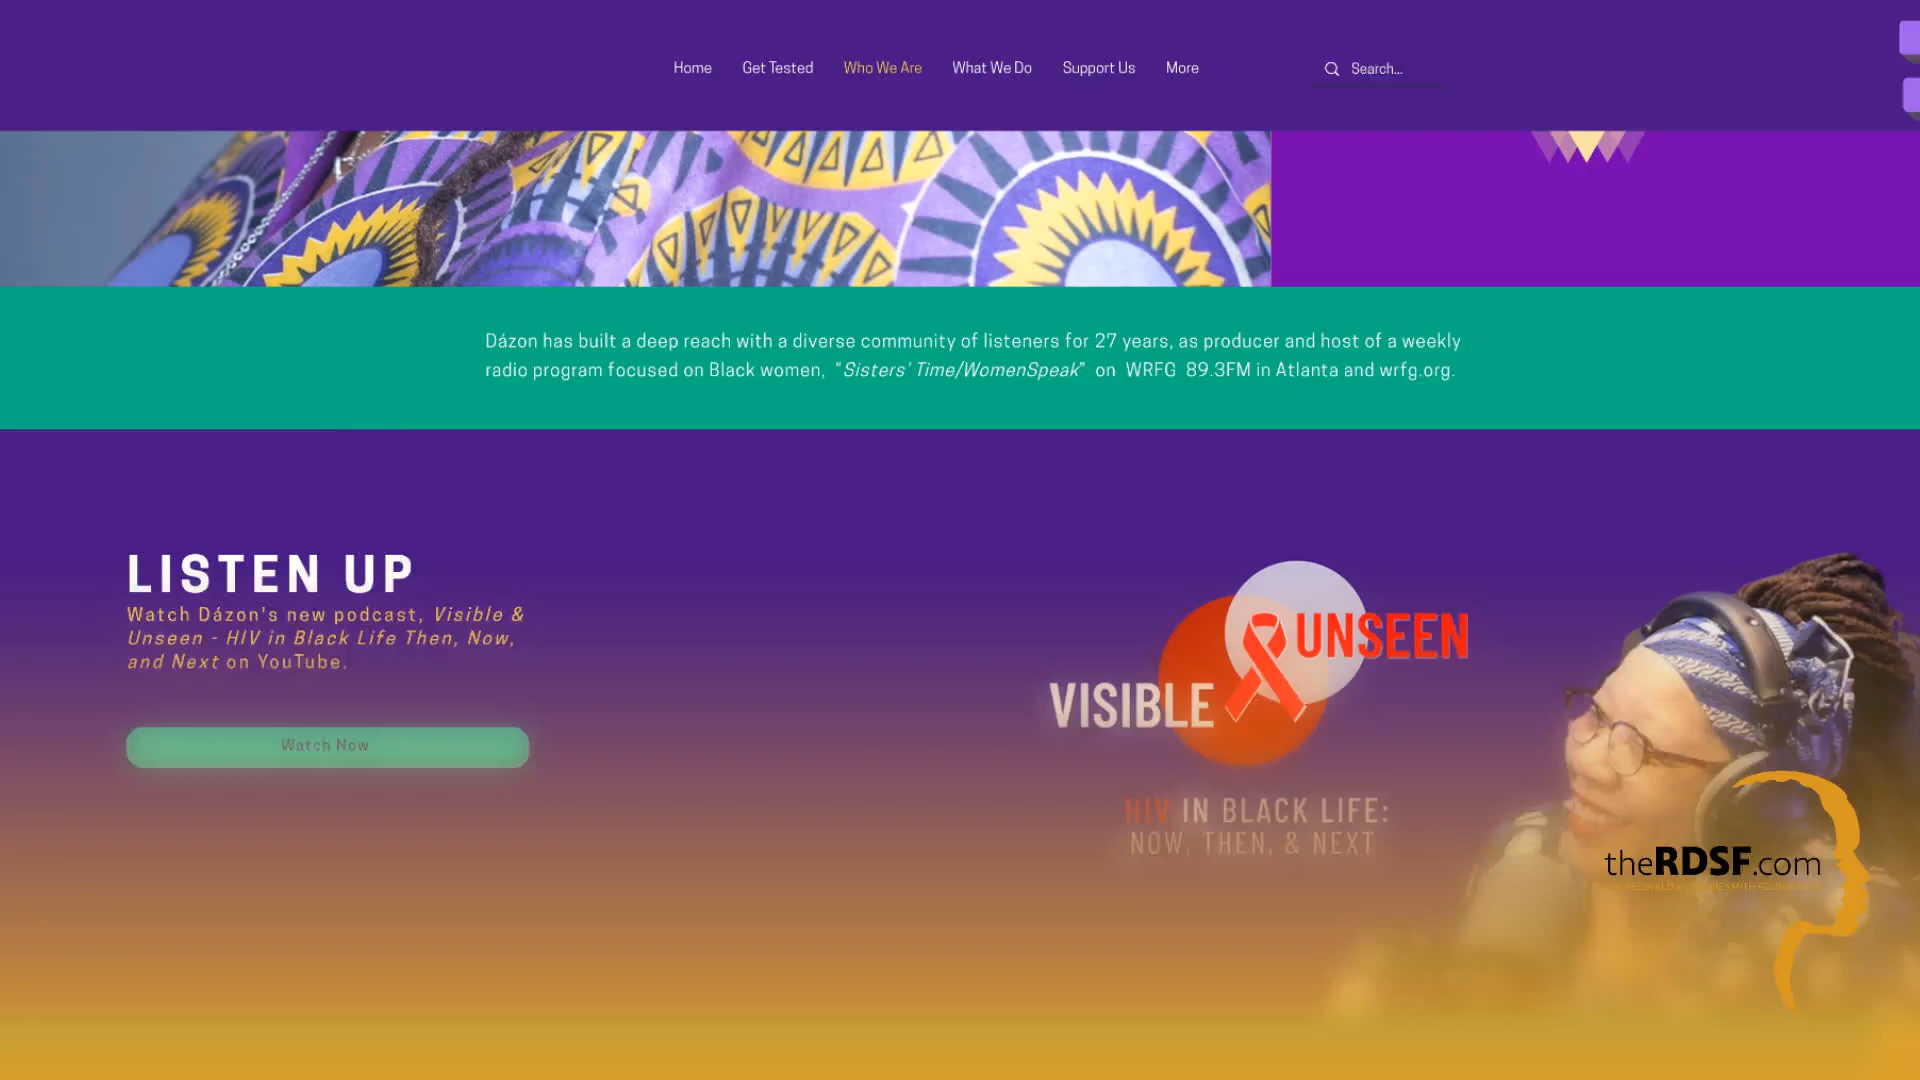 Home Get Tested Who We Are What We Do Support Us More Search...
Dázon has built a deep reach with a diverse community of listeners for 27 years, as producer and host of a weekly
radio program focused on Black women, “Sisters’ Time/WomenSpeak” on WRFG 89.3FM in Atlanta and wrfg.org.
LISTEN UP
Watch Dázon's new podcast, Visible &
Unseen - HIV in Black Life Then, Now,
and Next on YouTube.
Watch Now
UNSEEN
VISIBLE
HIV IN BLACK LIFE:
NOW, THEN, & NEXT
theRDSF.com